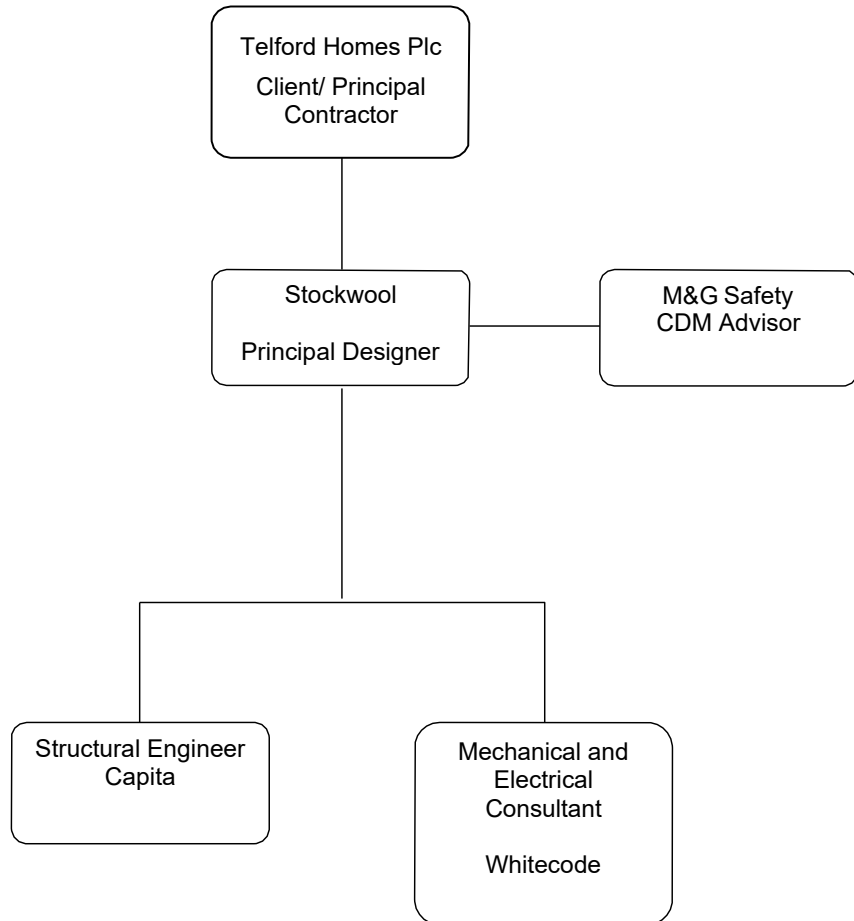 Telford Homes Plc
Client/ Principal
Contractor
Stockwool
Principal Designer
M&G Safety
CDM Advisor
Structural Engineer
Capita
Mechanical and
Electrical
Consultant
Whitecode